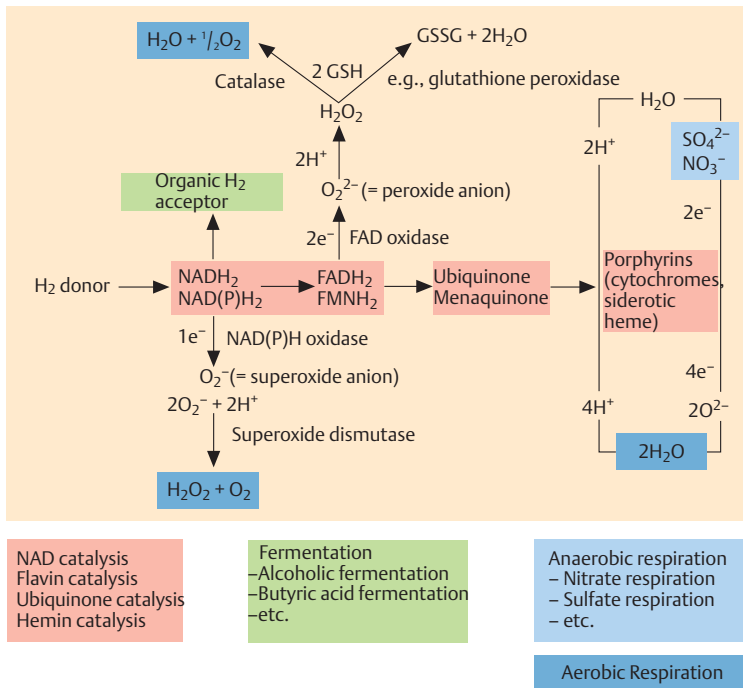 H₂O + ¹/₂O₂
GSSG + 2H₂O
Catalase
2 GSH
e.g., glutathione peroxidase
H₂O₂
2H⁺
O₂²⁻ (= peroxide anion)
Organic H₂
acceptor
2e⁻
FAD oxidase
H₂ donor
NADH₂
NAD(P)H₂
FADH₂
FMNH₂
Ubiquinone
Menaquinone
Porphyrins
(cytochromes,
siderotic
heme)
H₂O
2H⁺
SO₄²⁻
NO₃⁻
2e⁻
4e⁻
4H⁺
2O²⁻
2H₂O
1e⁻
NAD(P)H oxidase
O₂⁻(= superoxide anion)
2O₂⁻ + 2H⁺
Superoxide dismutase
H₂O₂ + O₂
NAD catalysis
Flavin catalysis
Ubiquinone catalysis
Hemin catalysis
Fermentation
–Alcoholic fermentation
–Butyric acid fermentation
–etc.
Anaerobic respiration
– Nitrate respiration
– Sulfate respiration
– etc.
Aerobic Respiration